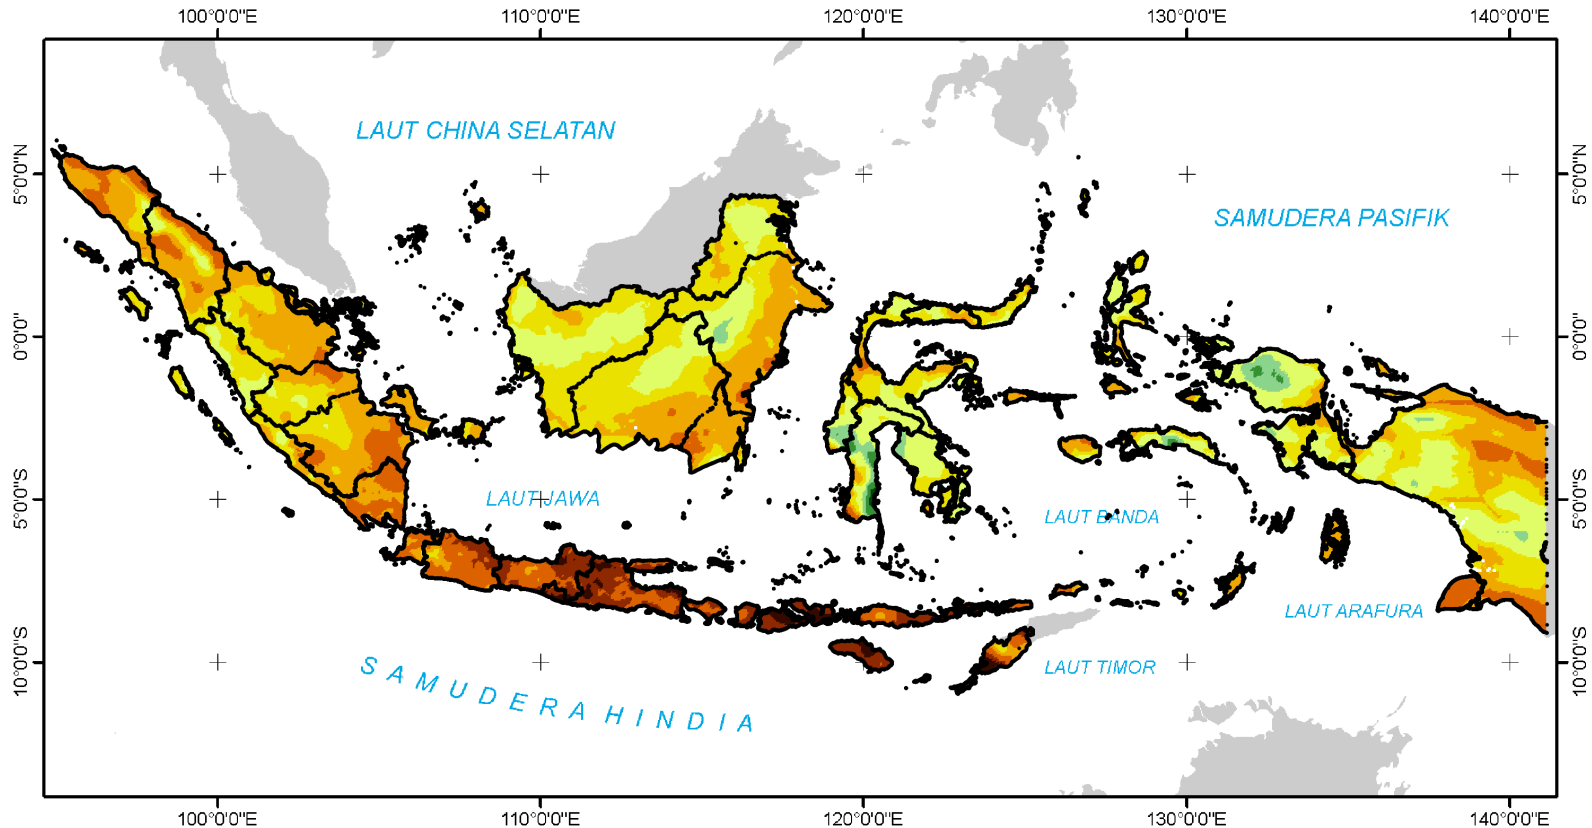 100°0'0"E 110°0'0"E 120°0'0"E 130°0'0"E 140°0'0"E
LAUT CHINA SELATAN
5°0'0"N 5°0'0"N
SAMUDERA PASIFIK
0°0'0" 0°0'0"
5°0'0"S 5°0'0"S
LAUT JAWA
LAUT BANDA
LAUT ARAFURA
10°0'0"S 10°0'0"S
LAUT TIMOR
SAMUDERA HINDIA
100°0'0"E 110°0'0"E 120°0'0"E 130°0'0"E 140°0'0"E